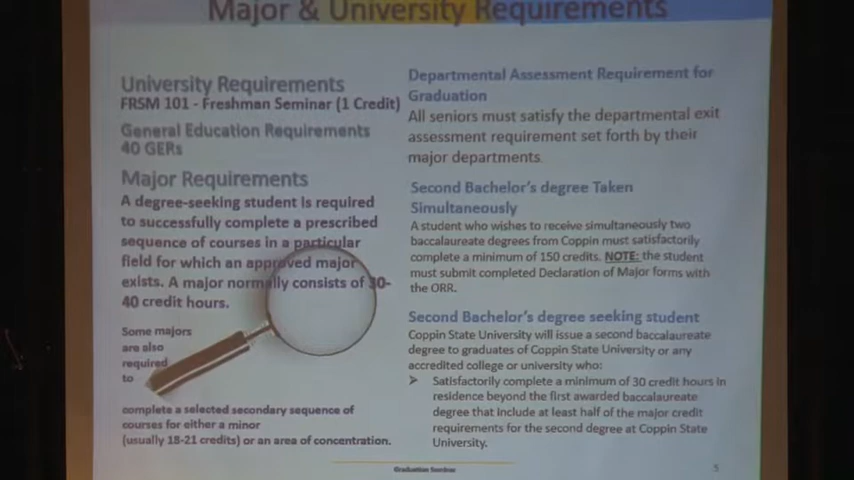 Major & University Requirements
University Requirements
FRSM 101 - Freshman Seminar (1 Credit)
General Education Requirements
40 GERs
Major Requirements
A degree-seeking student is required
to successfully complete a prescribed
sequence of courses in a particular
field for which an approved major
exists. A major normally consists of 30-
40 credit hours.
Some majors
are also
required
to
complete a selected secondary sequence of
courses for either a minor
(usually 18-21 credits) or an area of concentration.
Departmental Assessment Requirement for
Graduation
All seniors must satisfy the departmental exit
assessment requirement set forth by their
major departments.
Second Bachelor's degree Taken
Simultaneously
A student who wishes to receive simultaneously two
baccalaureate degrees from Coppin must satisfactorily
complete a minimum of 150 credits. NOTE: the student
must submit completed Declaration of Major forms with
the ORR.
Second Bachelor's degree seeking student
Coppin State University will issue a second baccalaureate
degree to graduates of Coppin State University or any
accredited college or university who:
➢ Satisfactorily complete a minimum of 30 credit hours in
residence beyond the first awarded baccalaureate
degree that include at least half of the major credit
requirements for the second degree at Coppin State
University.
Graduation Seminar
5